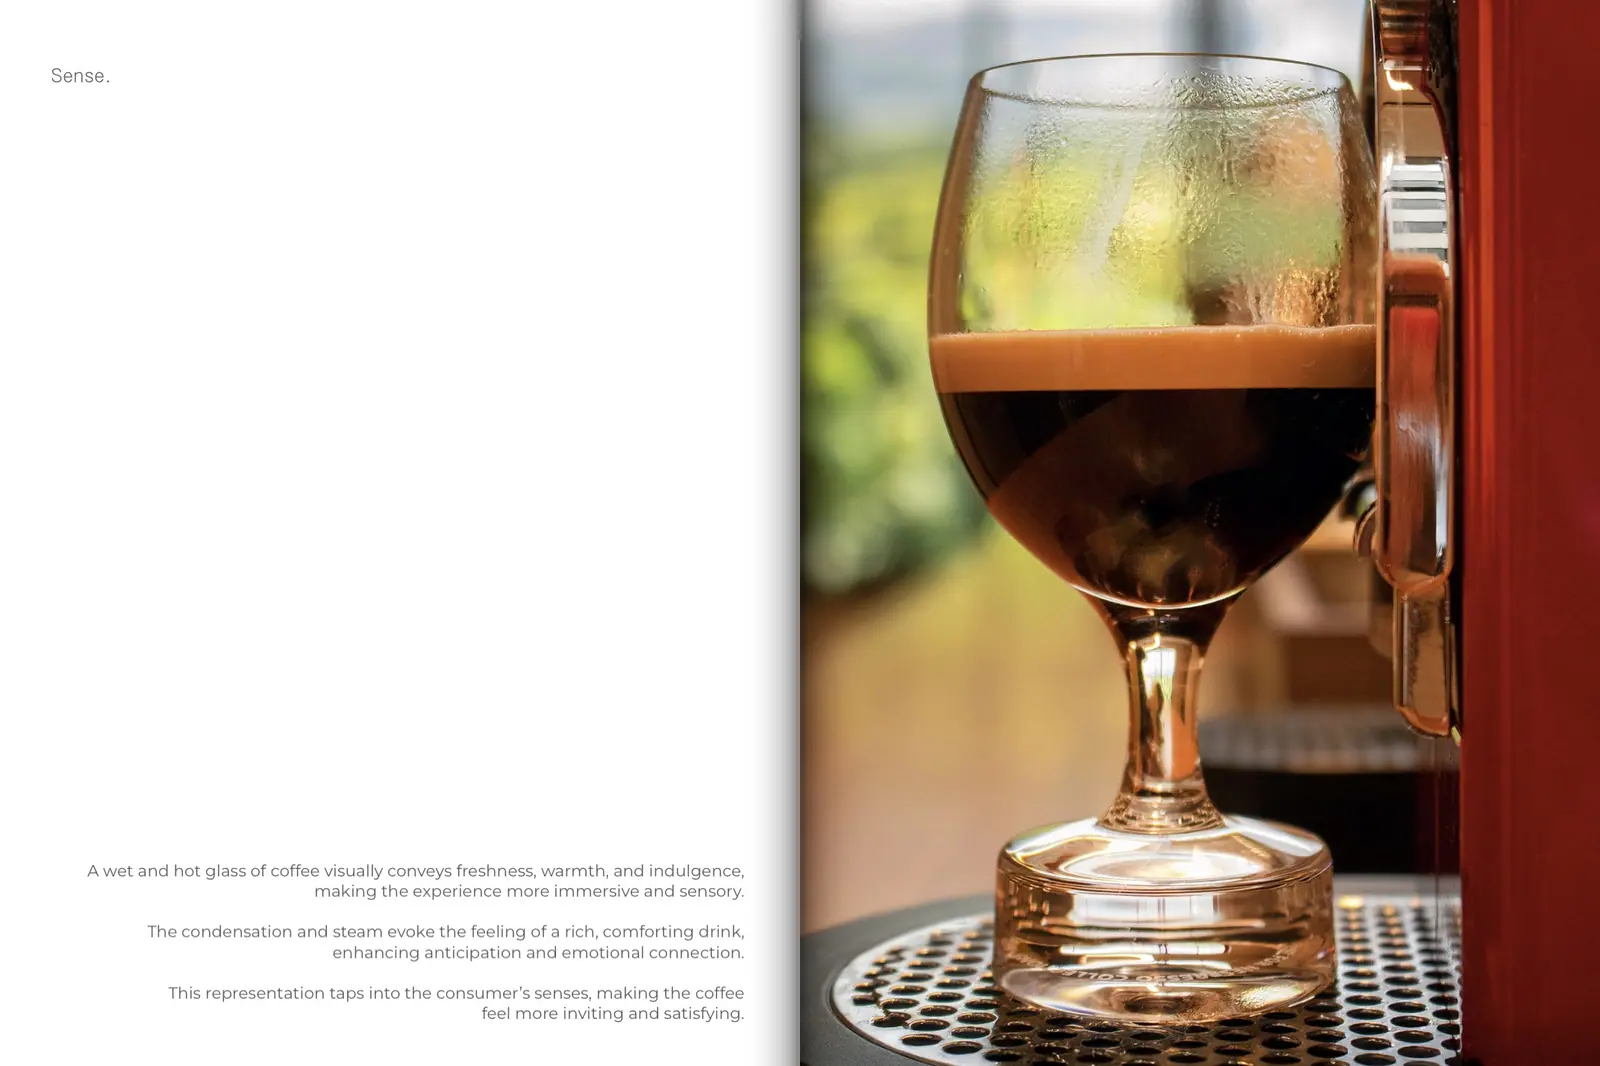 Sense.
A wet and hot glass of coffee visually conveys freshness, warmth, and indulgence,
making the experience more immersive and sensory.
The condensation and steam evoke the feeling of a rich, comforting drink,
enhancing anticipation and emotional connection.
This representation taps into the consumer’s senses, making the coffee
feel more inviting and satisfying.